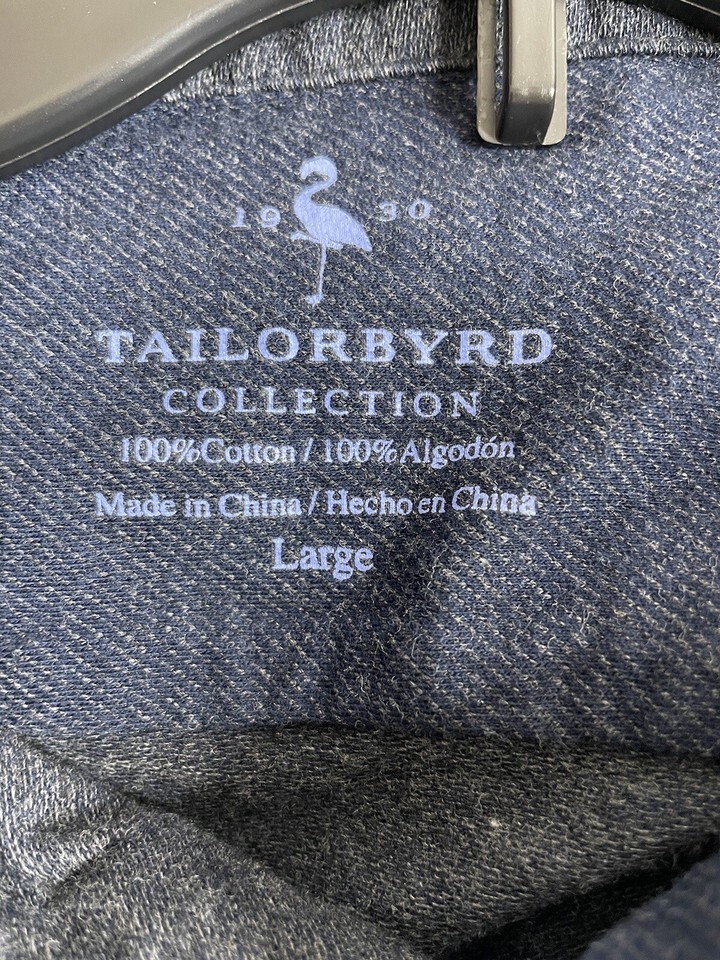 19 30
TAILORBYRD
COLLECTION
100%Cotton / 100%Algodón
Made in China / Hecho en China
Large